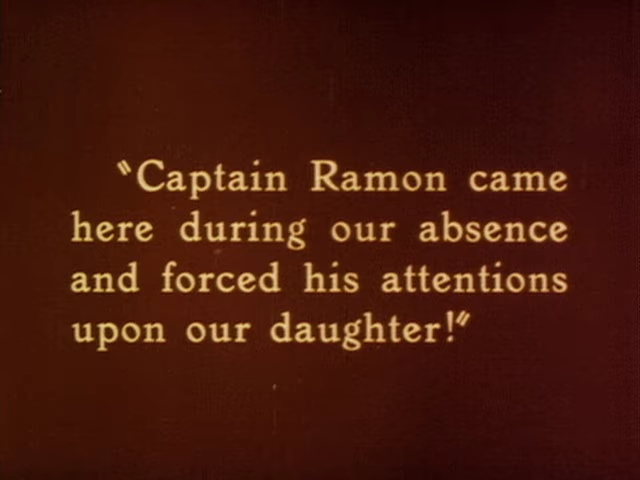 "Captain Ramon came
here during our absence
and forced his attentions
upon our daughter!"